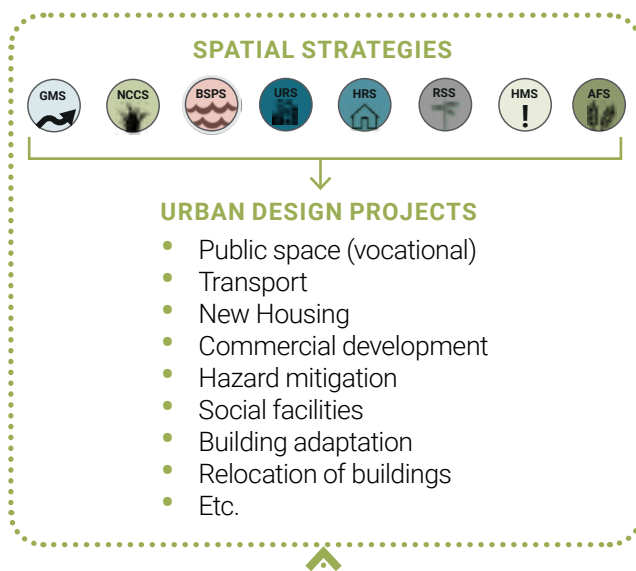 SPATIAL STRATEGIES
GMS NCCS BSPS URS HRS RSS HMS AFS
!
URBAN DESIGN PROJECTS
• Public space (vocational)
• Transport
• New Housing
• Commercial development
• Hazard mitigation
• Social facilities
• Building adaptation
• Relocation of buildings
• Etc.